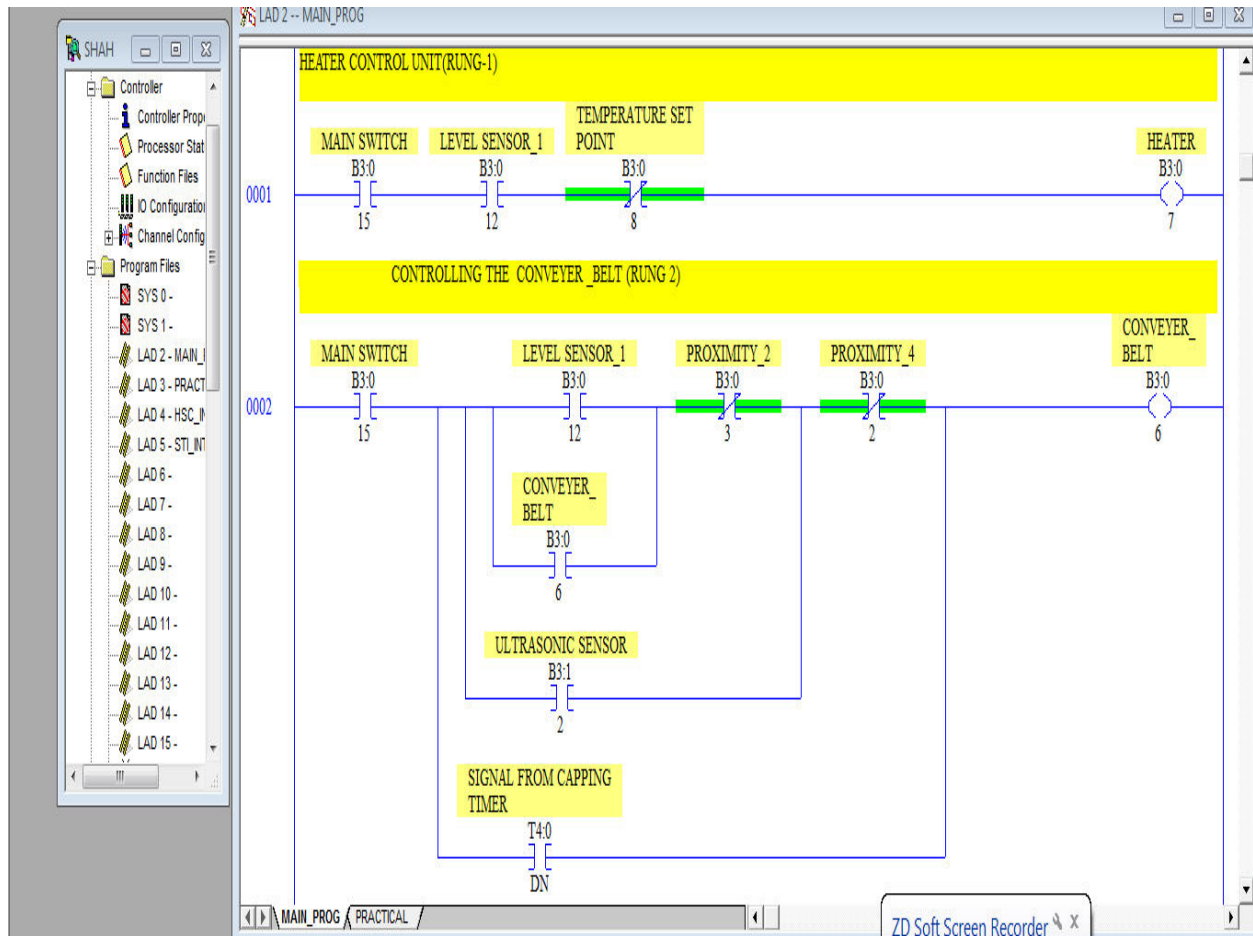 LAD 2 -- MAIN_PROG
SHAH
Controller
Controller Prop
Processor Stat
Function Files
IO Configuratio
Channel Config
Program Files
SYS 0 -
SYS 1 -
LAD 2 - MAIN_
LAD 3 - PRACT
LAD 4 - HSC_IN
LAD 5 - STI_INT
LAD 6 -
LAD 7 -
LAD 8 -
LAD 9 -
LAD 10 -
LAD 11 -
LAD 12 -
LAD 13 -
LAD 14 -
LAD 15 -
HEATER CONTROL UNIT(RUNG-1)
TEMPERATURE SET
MAIN SWITCH LEVEL SENSOR_1 POINT HEATER
B3:0 B3:0 B3:0 B3:0
0001
15 12 8 7
CONTROLLING THE CONVEYER _BELT (RUNG 2)
CONVEYER_
MAIN SWITCH LEVEL SENSOR_1 PROXIMITY_2 PROXIMITY_4 BELT
B3:0 B3:0 B3:0 B3:0 B3:0
0002
15 12 3 2 6
CONVEYER_
BELT
B3:0
6
ULTRASONIC SENSOR
B3:1
2
SIGNAL FROM CAPPING
TIMER
T4:0
DN
MAIN_PROG PRACTICAL
ZD Soft Screen Recorder